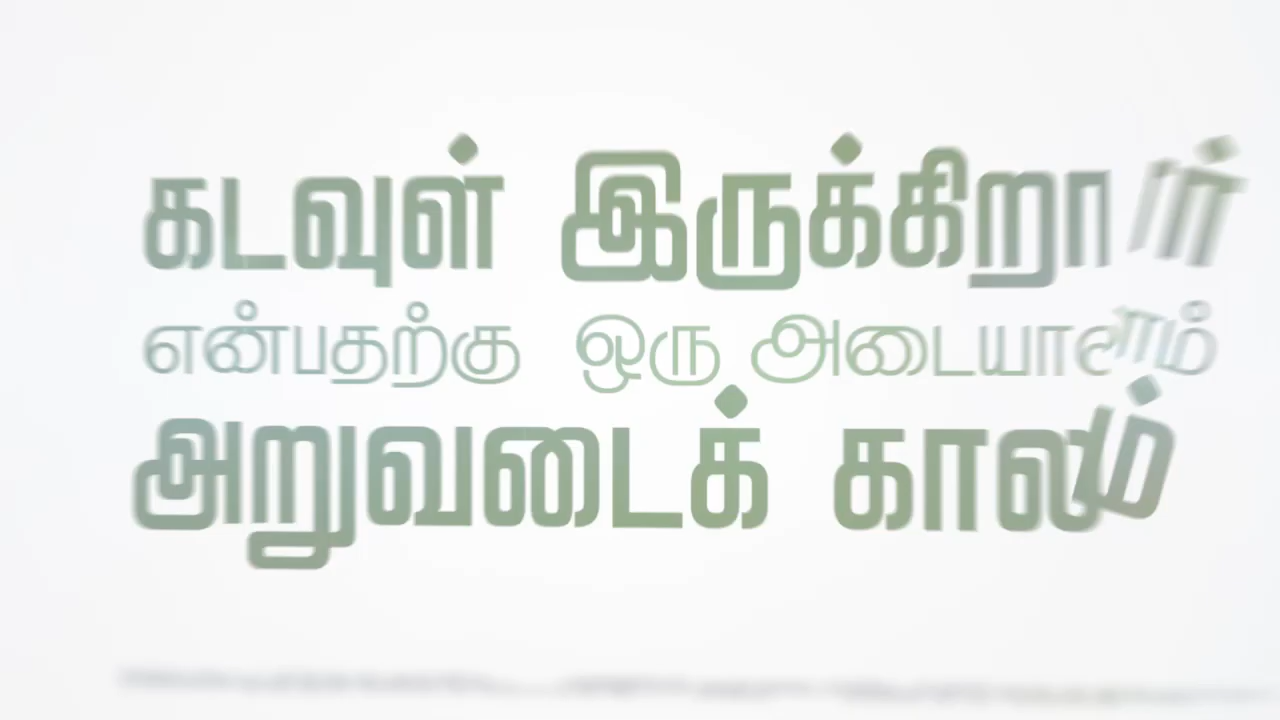 கடவுள் இருக்கிறார்
என்பதற்கு ஒரு அடையாளம்
அறுவடைக் காலம்